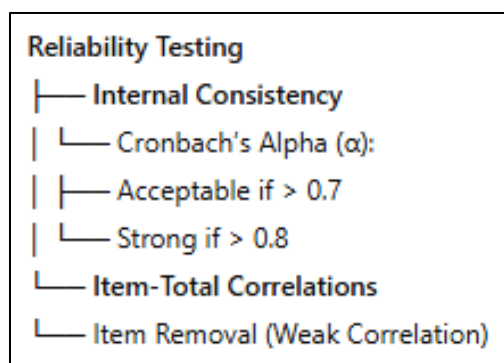 Reliability Testing
├── Internal Consistency
│ └── Cronbach's Alpha (α):
│ ├── Acceptable if > 0.7
│ └── Strong if > 0.8
└── Item-Total Correlations
└── Item Removal (Weak Correlation)